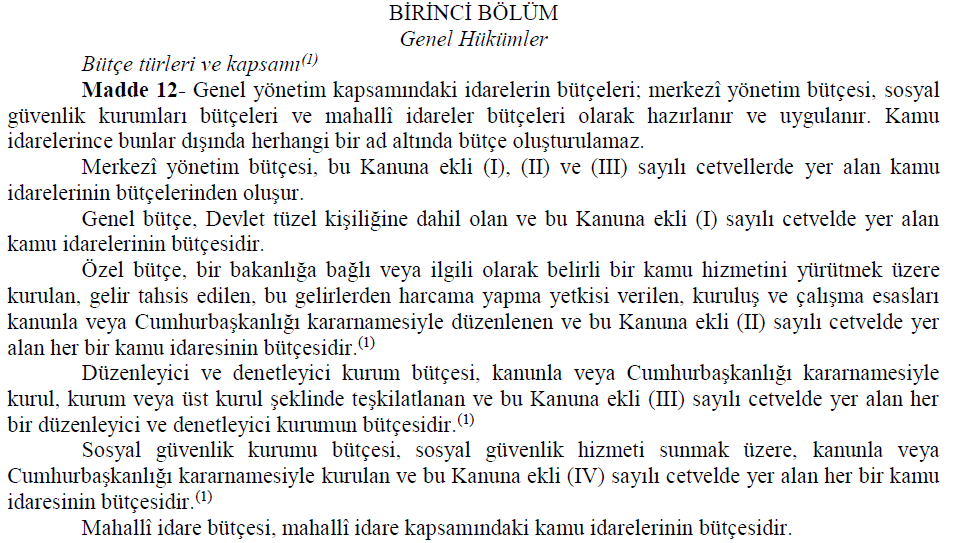 BİRİNCİ BÖLÜM
Genel Hükümler
Bütçe türleri ve kapsamı(1)
Madde 12- Genel yönetim kapsamındaki idarelerin bütçeleri; merkezî yönetim bütçesi, sosyal
güvenlik kurumları bütçeleri ve mahallî idareler bütçeleri olarak hazırlanır ve uygulanır. Kamu
idarelerince bunlar dışında herhangi bir ad altında bütçe oluşturulamaz.
Merkezî yönetim bütçesi, bu Kanuna ekli (I), (II) ve (III) sayılı cetvellerde yer alan kamu
idarelerinin bütçelerinden oluşur.
Genel bütçe, Devlet tüzel kişiliğine dahil olan ve bu Kanuna ekli (I) sayılı cetvelde yer alan
kamu idarelerinin bütçesidir.
Özel bütçe, bir bakanlığa bağlı veya ilgili olarak belirli bir kamu hizmetini yürütmek üzere
kurulan, gelir tahsis edilen, bu gelirlerden harcama yapma yetkisi verilen, kuruluş ve çalışma esasları
kanunla veya Cumhurbaşkanlığı kararnamesiyle düzenlenen ve bu Kanuna ekli (II) sayılı cetvelde yer
alan her bir kamu idaresinin bütçesidir.(1)
Düzenleyici ve denetleyici kurum bütçesi, kanunla veya Cumhurbaşkanlığı kararnamesiyle
kurul, kurum veya üst kurul şeklinde teşkilatlanan ve bu Kanuna ekli (III) sayılı cetvelde yer alan her
bir düzenleyici ve denetleyici kurumun bütçesidir.(1)
Sosyal güvenlik kurumu bütçesi, sosyal güvenlik hizmeti sunmak üzere, kanunla veya
Cumhurbaşkanlığı kararnamesiyle kurulan ve bu Kanuna ekli (IV) sayılı cetvelde yer alan her bir kamu
idaresinin bütçesidir.(1)
Mahallî idare bütçesi, mahallî idare kapsamındaki kamu idarelerinin bütçesidir.